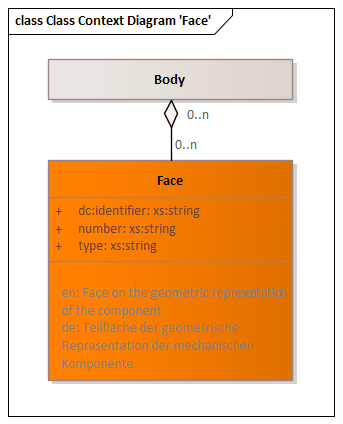 class Class Context Diagram 'Face'
Body
0..n
0..n
Face
+ dc:identifier: xs:string
+ number: xs:string
+ type: xs:string
en: Face on the geometric representation
of the component
de: Teilfläche der geometrische
Repräsentation der mechanischen
Komponente